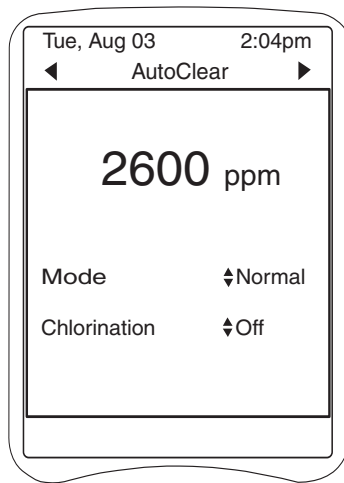 Tue, Aug 03 2:04pm
AutoClear
2600 ppm
Mode Normal
Chlorination Off